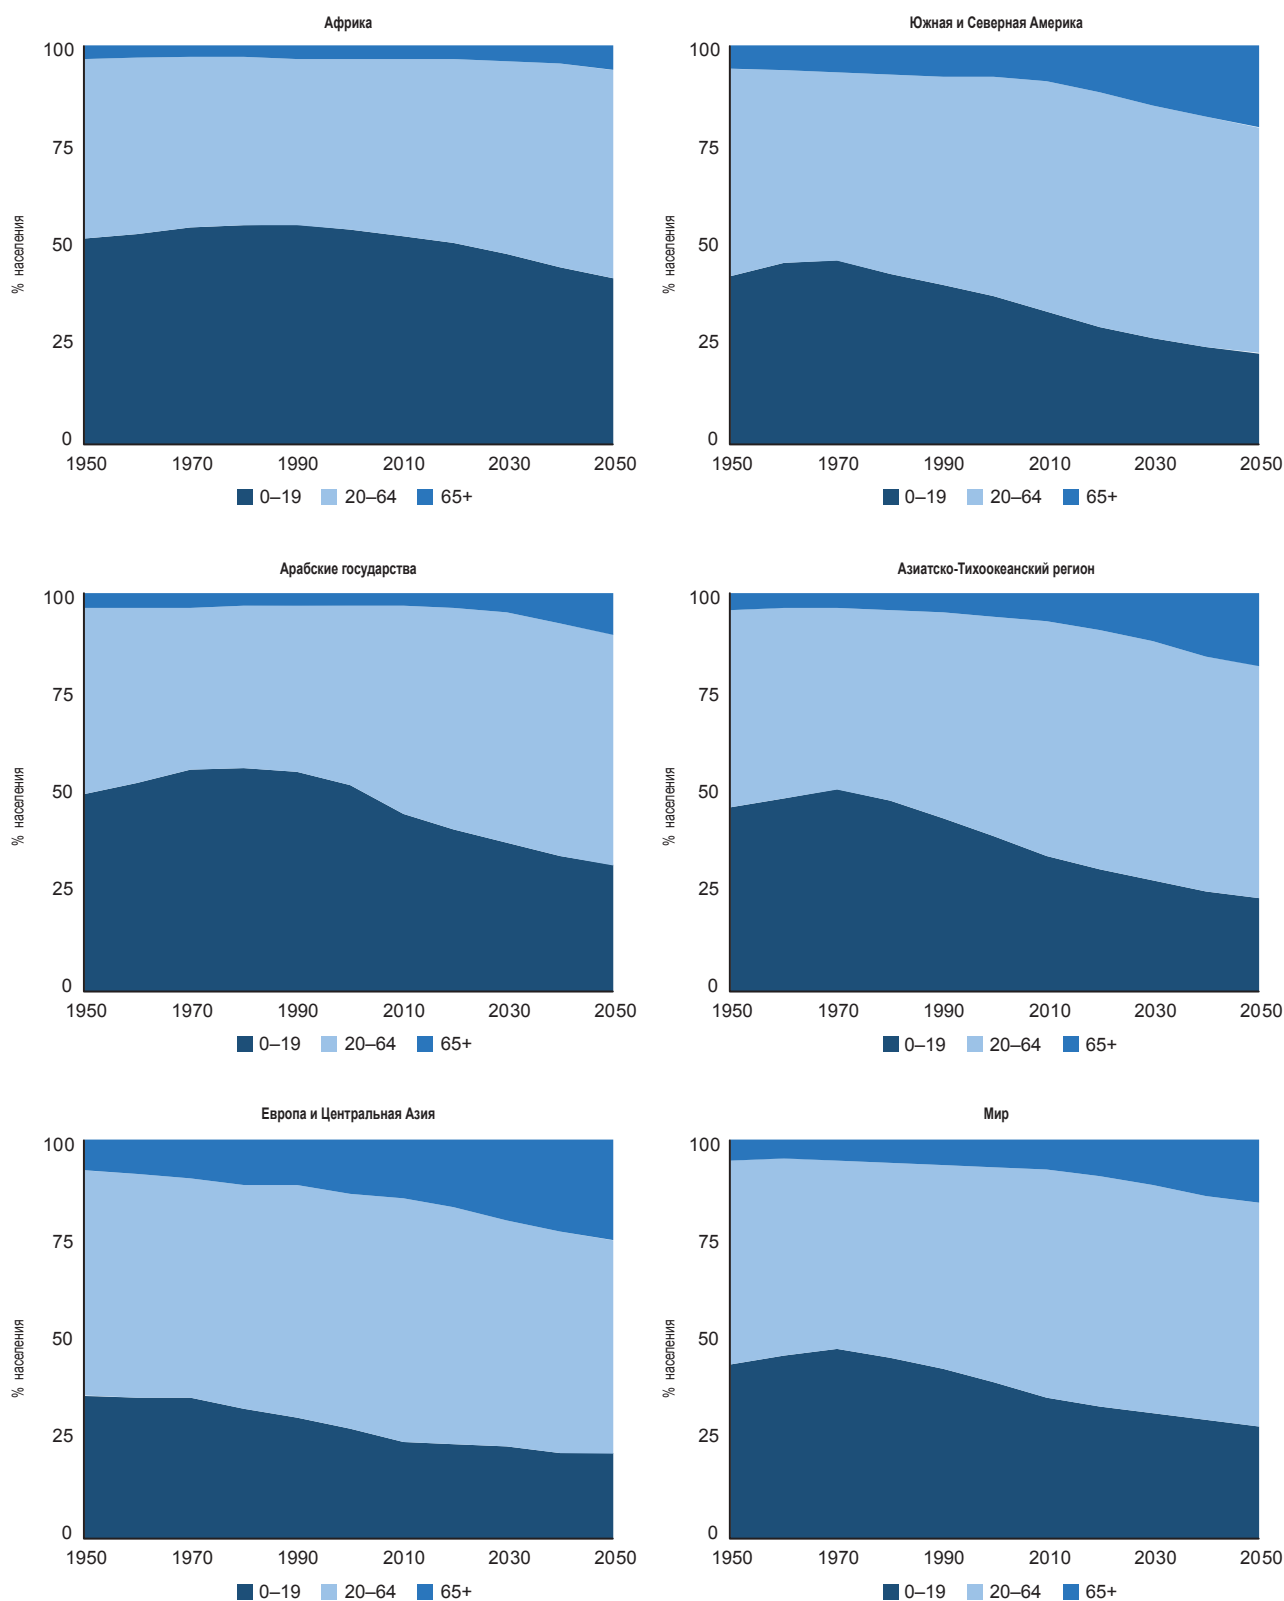 Африка
100
75
50
25
0
% населения
1950 1970 1990 2010 2030 2050
0–19 20–64 65+
Южная и Северная Америка
100
75
50
25
0
% населения
1950 1970 1990 2010 2030 2050
0–19 20–64 65+
Арабские государства
100
75
50
25
0
% населения
1950 1970 1990 2010 2030 2050
0–19 20–64 65+
Азиатско-Тихоокеанский регион
100
75
50
25
0
% населения
1950 1970 1990 2010 2030 2050
0–19 20–64 65+
Европа и Центральная Азия
100
75
50
25
0
% населения
1950 1970 1990 2010 2030 2050
0–19 20–64 65+
Мир
100
75
50
25
0
% населения
1950 1970 1990 2010 2030 2050
0–19 20–64 65+